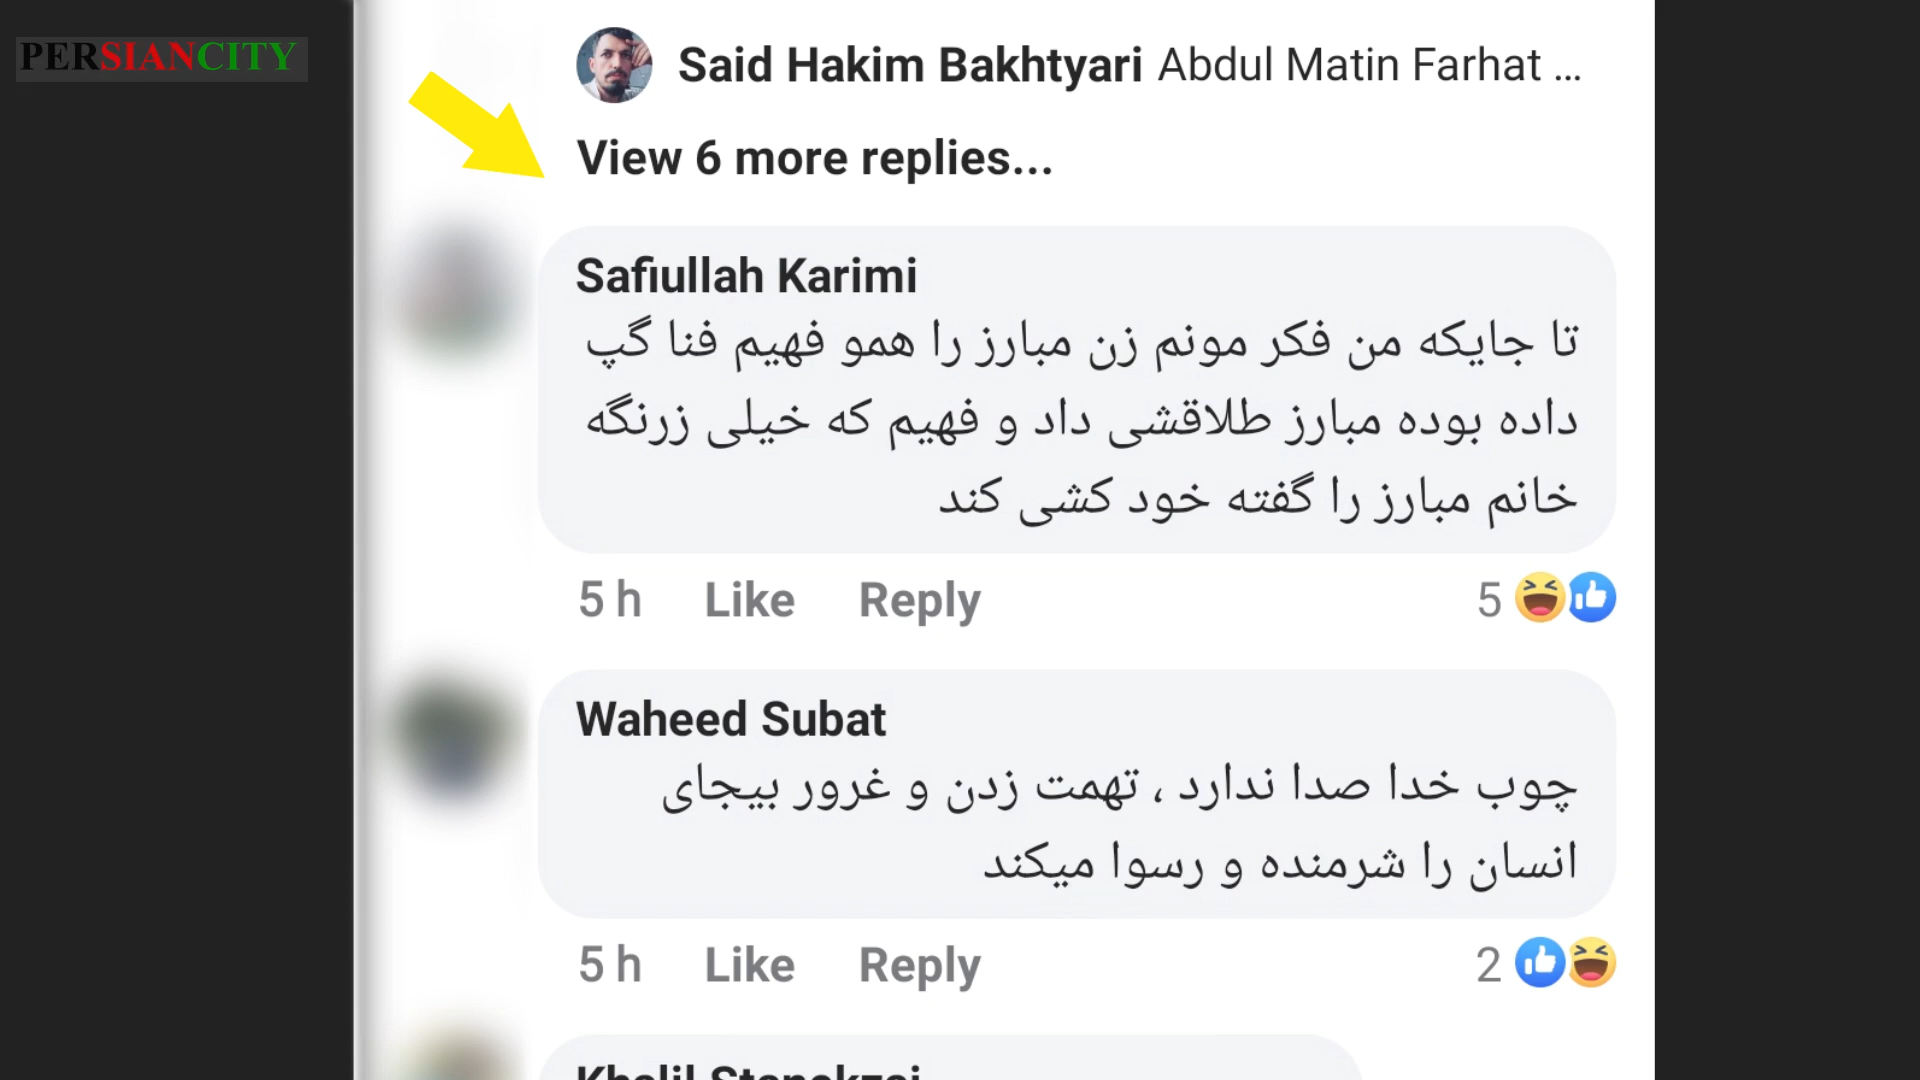 PERSIANCITY
Said Hakim Bakhtyari Abdul Matin Farhat ...
View 6 more replies...
Safiullah Karimi
تا جایکه من فکر مونم زن مبارز را همو فهیم فنا گپ
داده بوده مبارز طلاقشی داد و فهیم که خیلی زرنگه
خانم مبارز را گفته خود کشی کند
5 h Like Reply 5
Waheed Subat
چوب خدا صدا ندارد ، تهمت زدن و غرور بیجای
انسان را شرمنده و رسوا میکند
5 h Like Reply 2
Khalil Stanekzai